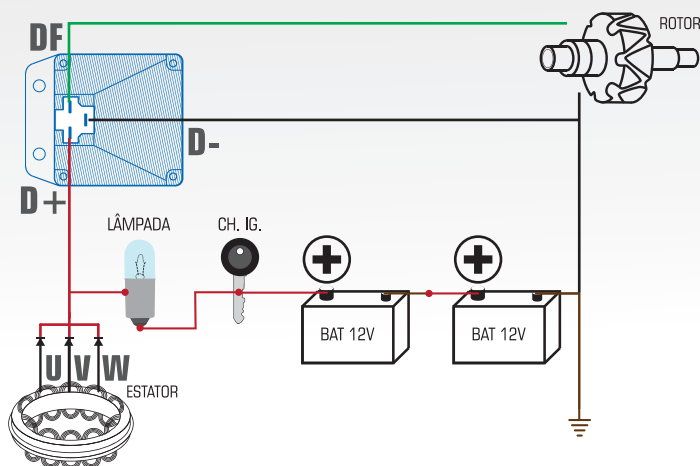 DF
ROTOR
D-
D+
LÂMPADA
CH. IG.
BAT 12V
BAT 12V
U V W
ESTATOR